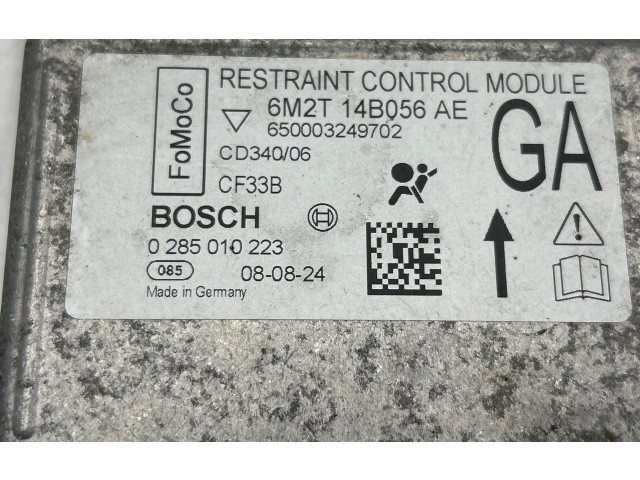 FoMoCo
RESTRAINT CONTROL MODULE
6M2T 14B056 AE
650003249702
CD340/06
CF33B
GA
BOSCH
0 285 010 223
085 08-08-24
Made in Germany